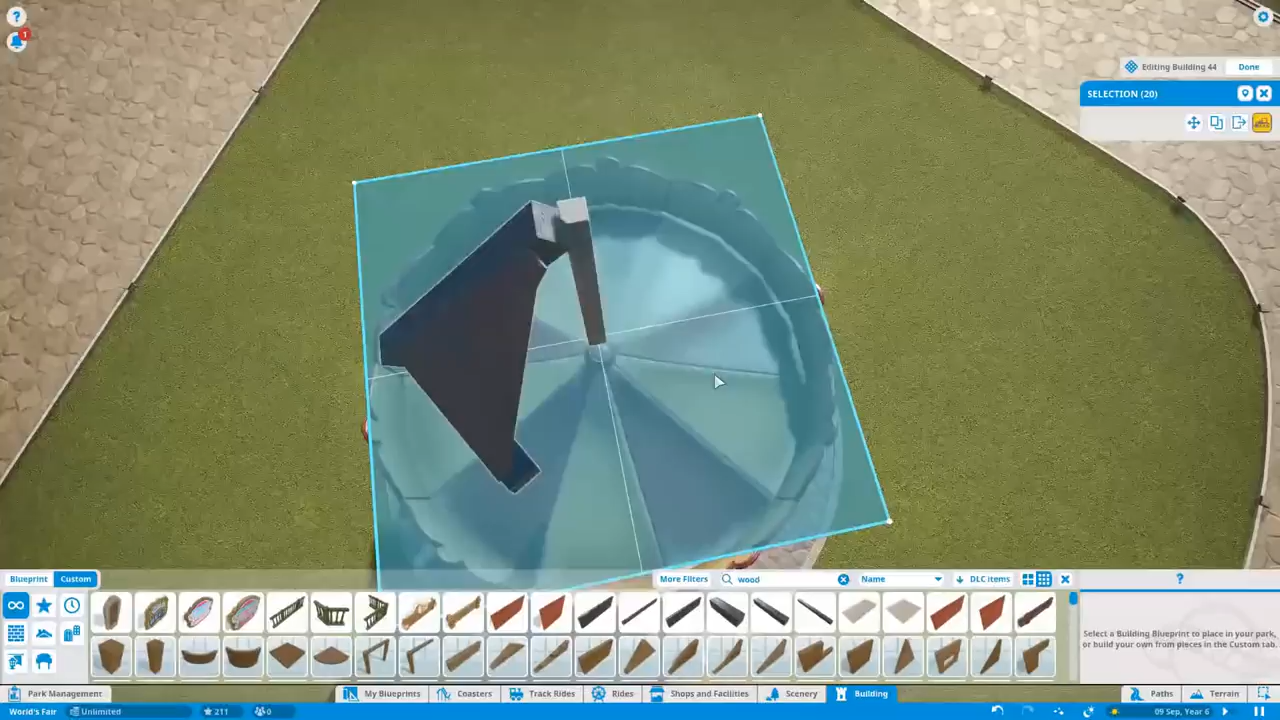 ?
1
Editing Building 44 Done
SELECTION (20)
Blueprint Custom More Filters wood Name DLC Items ?
Select a Building Blueprint to place in your park,
or build your own from pieces in the Custom tab.
Park Management My Blueprints Coasters Track Rides Rides Shops and Facilities Scenery Building Paths Terrain
World's Fair Unlimited 211 0 09 Sep, Year 6